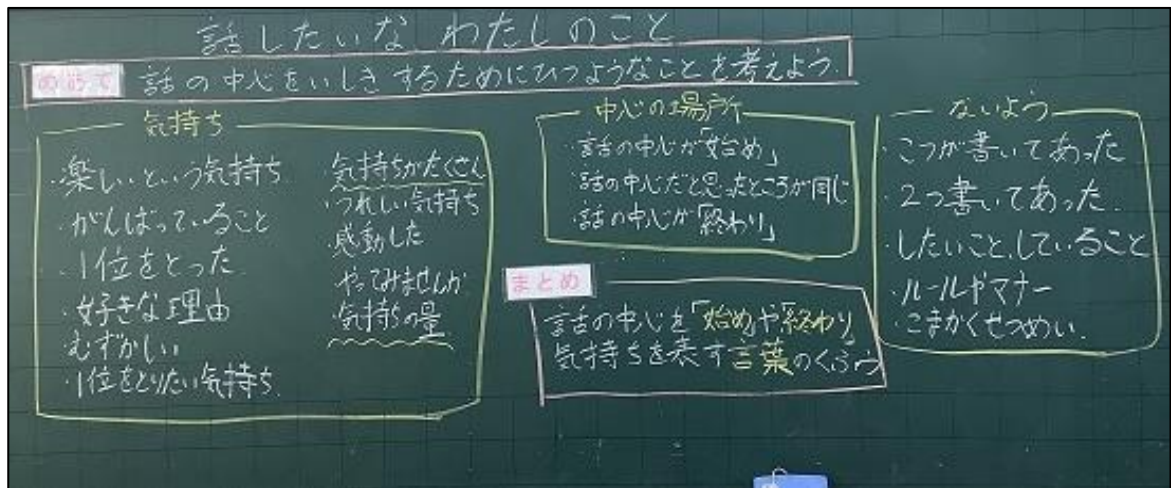 話したいな わたしのこと
めあて 話の中心をいしきするためにひつようなことを考えよう.
気持ち
・楽しいという気持ち
・がんばっていること
・1位をとった
・好きな理由
むずかしい
・1位をとりたい気持ち
・気持ちがたくさん
・うれしい気持ち
・感動した
・やってみませんか
・気持ちの量
中心の場所
・話の中心が「始め」
・話の中心だと思ったところが同じ
・話の中心が「終わり」
まとめ
話の中心を「始め」や「終わり」
気持ちを表す言葉のくふう
ないよう
・こつが書いてあった
・2つ書いてあった.
・したいこと、していること
・ルールやマナー
・こまかくせつめい.